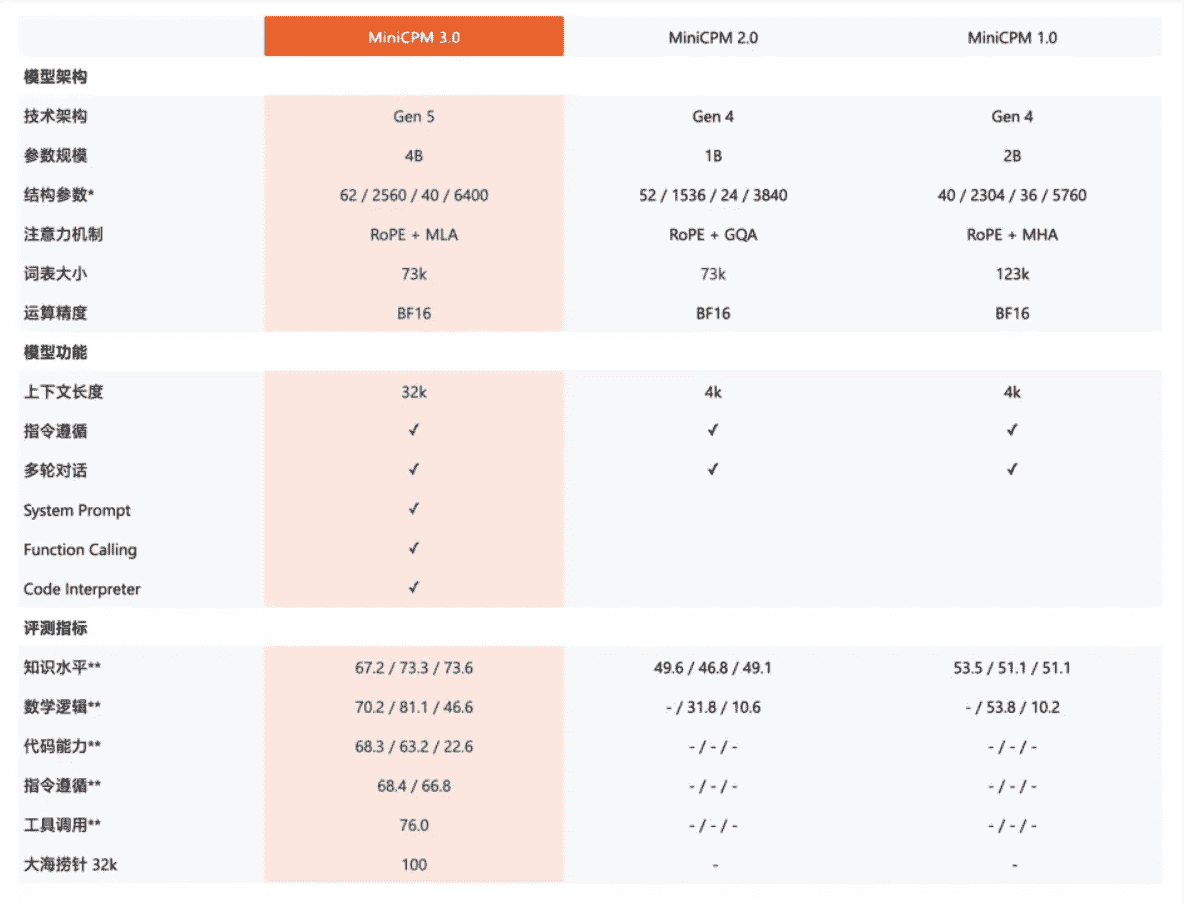 MiniCPM 3.0 MiniCPM 2.0 MiniCPM 1.0
模型架构
技术架构 Gen 5 Gen 4 Gen 4
参数规模 4B 1B 2B
结构参数* 62 / 2560 / 40 / 6400 52 / 1536 / 24 / 3840 40 / 2304 / 36 / 5760
注意力机制 RoPE + MLA RoPE + GQA RoPE + MHA
词表大小 73k 73k 123k
运算精度 BF16 BF16 BF16
模型功能
上下文长度 32k 4k 4k
指令遵循 ✓ ✓ ✓
多轮对话 ✓ ✓ ✓
System Prompt ✓
Function Calling ✓
Code Interpreter ✓
评测指标
知识水平** 67.2 / 73.3 / 73.6 49.6 / 46.8 / 49.1 53.5 / 51.1 / 51.1
数学逻辑** 70.2 / 81.1 / 46.6 - / 31.8 / 10.6 - / 53.8 / 10.2
代码能力** 68.3 / 63.2 / 22.6 - / - / - - / - / -
指令遵循** 68.4 / 66.8 - / - / - - / - / -
工具调用** 76.0 - / - / - - / - / -
大海捞针 32k 100 - -